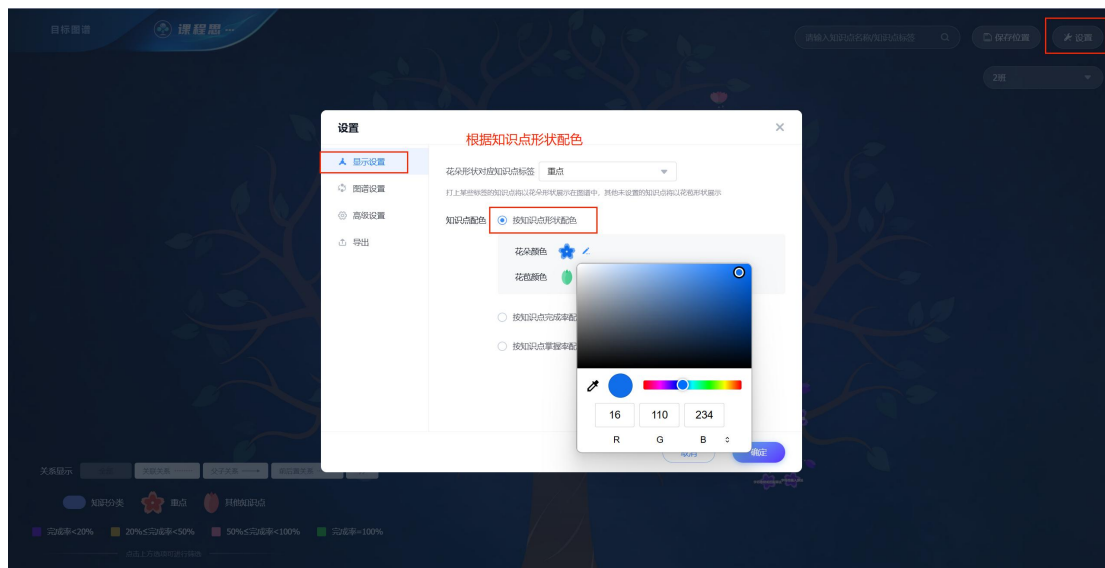 目标图谱
课程思...
请输入知识点名称/知识点标签
保存位置
设置
2班
设置
根据知识点形状配色
显示设置
图谱设置
高级设置
导出
花朵形状对应知识点标签 重点
打上某些标签的知识点将以花朵形状展示在图谱中，其他未设置的知识点将以花苞形状展示
知识点配色 按知识点形状配色
花朵颜色
花苞颜色
按知识点完成率配
按知识点掌握率配
16 110 234
R G B
取消 确定
关系显示
父子关系
知识分类 重点 其他知识点
完成率<20% 20%≤完成率<50% 50%≤完成率<100% 完成率=100%